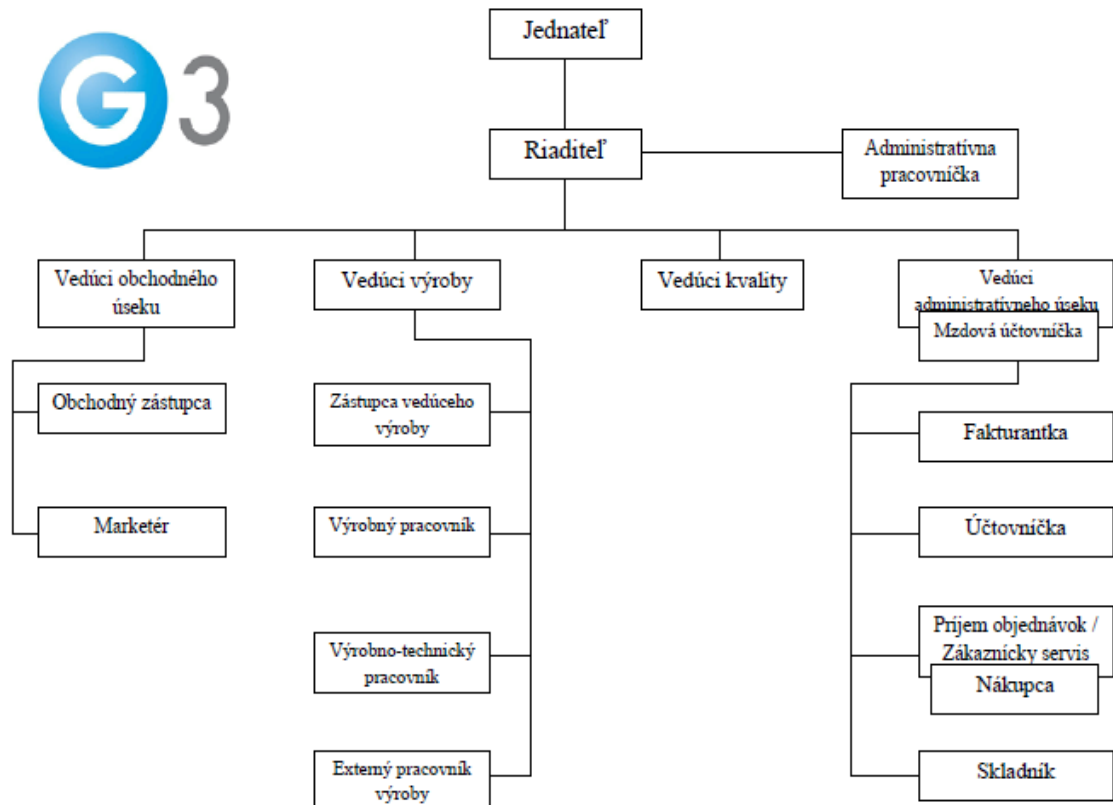 G3
Jednateľ
Riaditeľ
Administratívna
pracovníčka
Vedúci obchodného
úseku
Vedúci výroby
Vedúci kvality
Vedúci
administratívneho úseku
Mzdová účtovníčka
Obchodný zástupca
Zástupca vedúceho
výroby
Fakturantka
Marketér
Výrobný pracovník
Účtovníčka
Výrobno-technický
pracovník
Príjem objednávok /
Zákaznícky servis
Nákupca
Externý pracovník
výroby
Skladník